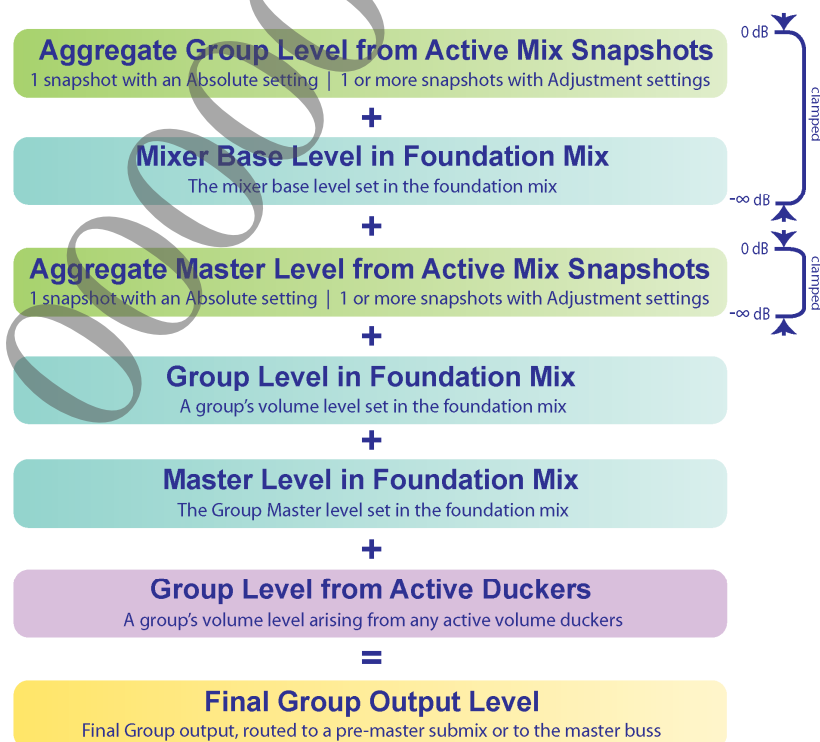 Aggregate Group Level from Active Mix Snapshots
1 snapshot with an Absolute setting | 1 or more snapshots with Adjustment settings
0 dB
clamped
+
Mixer Base Level in Foundation Mix
The mixer base level set in the foundation mix
-∞ dB
+
Aggregate Master Level from Active Mix Snapshots
1 snapshot with an Absolute setting | 1 or more snapshots with Adjustment settings
0 dB
clamped
-∞ dB
+
Group Level in Foundation Mix
A group's volume level set in the foundation mix
+
Master Level in Foundation Mix
The Group Master level set in the foundation mix
+
Group Level from Active Duckers
A group's volume level arising from any active volume duckers
=
Final Group Output Level
Final Group output, routed to a pre-master submix or to the master buss